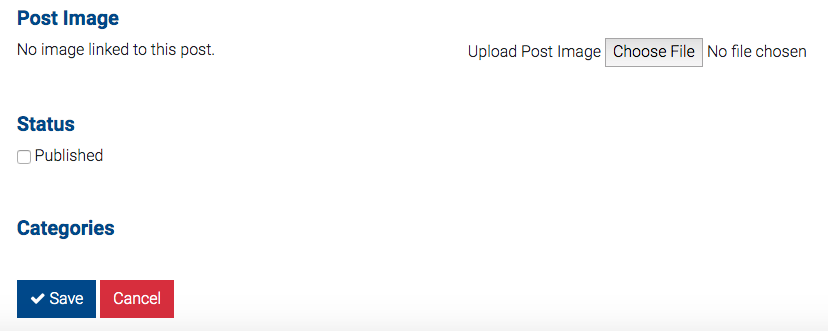 Post Image
No image linked to this post.
Upload Post Image Choose File No file chosen
Status
Published
Categories
Save Cancel